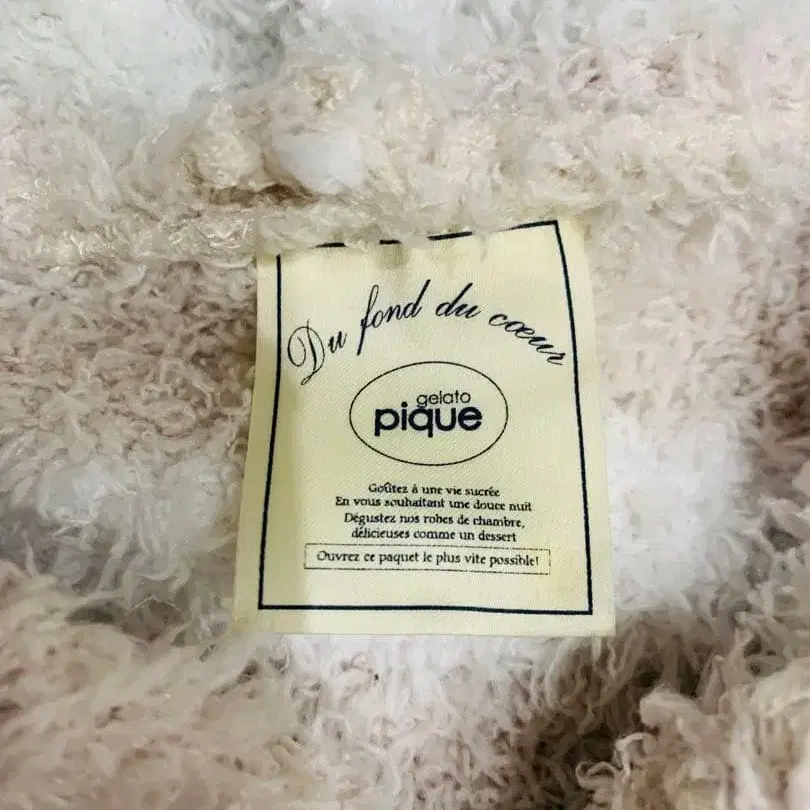 Du fond du cœur
gelato
pique
Goûtez à une vie sucrée
En vous souhaitant une douce nuit
Dégustez nos robes de chambre,
délicieuses comme un dessert
Ouvrez ce paquet le plus vite possible!